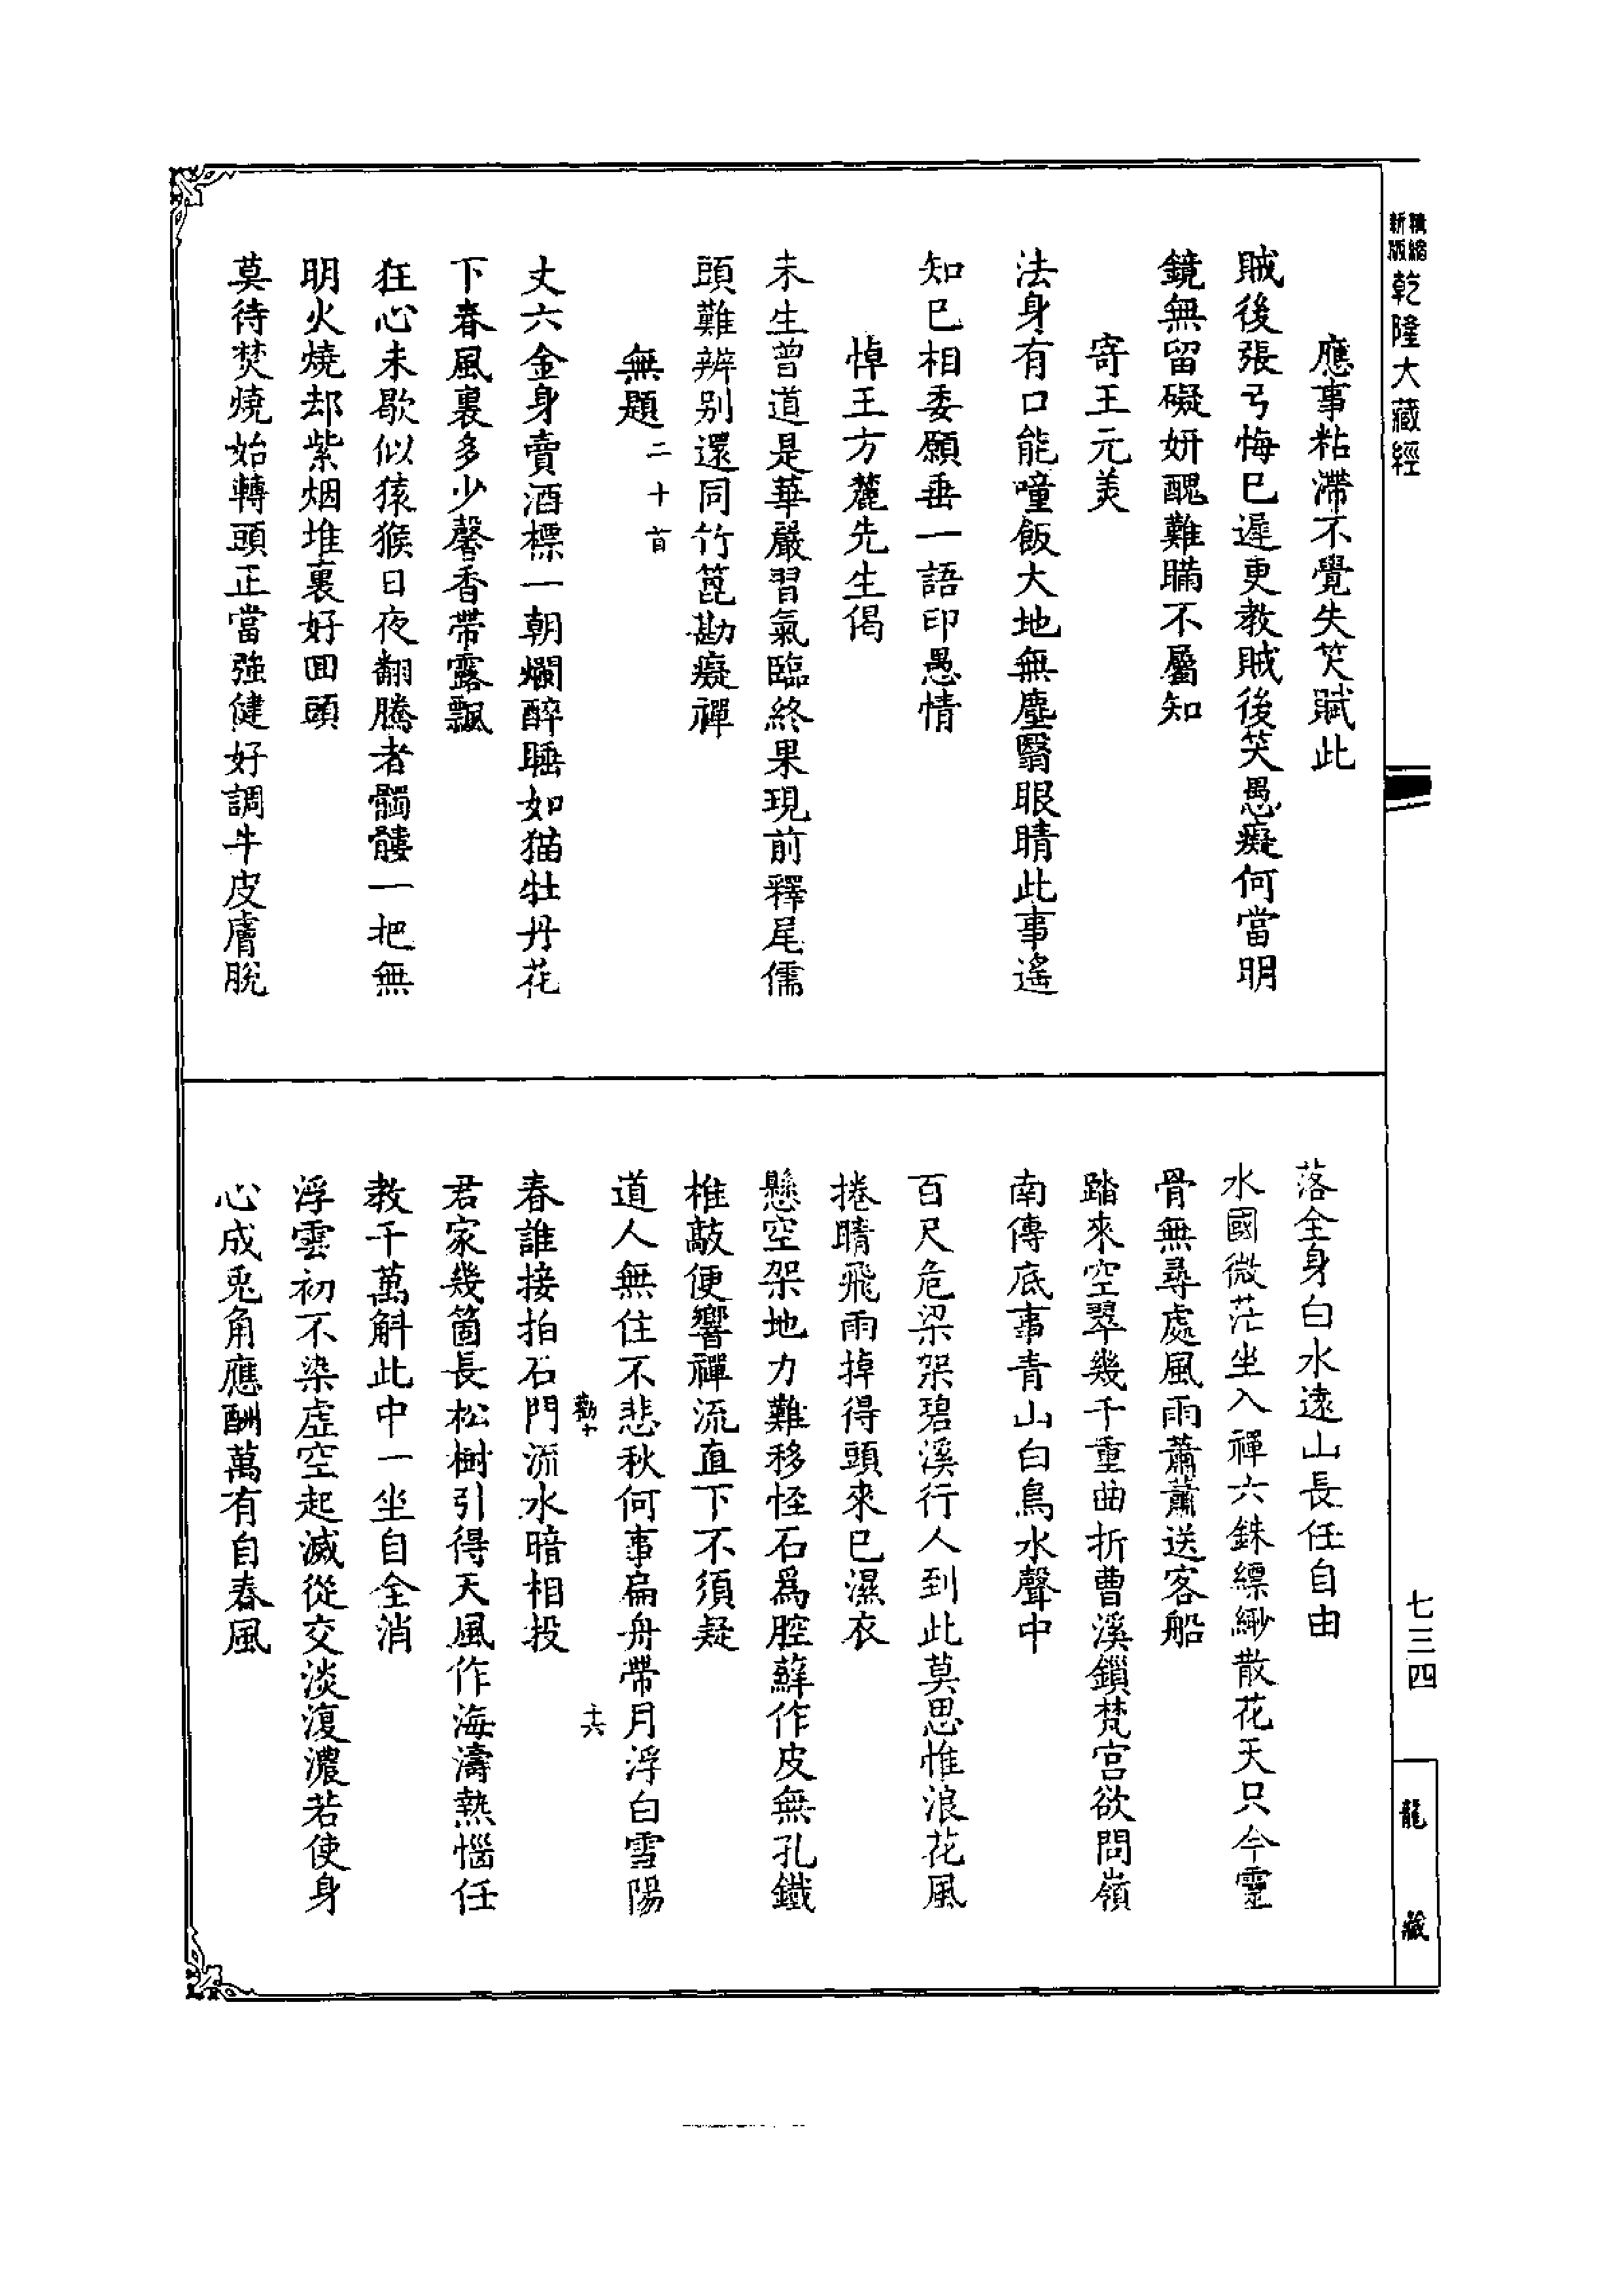 新版精縮乾隆大藏經
應事粘滯不覺失笑賦此
賊後張弓悔已遲更教賊後笑愚癡何當明
鏡無留礙妍醜難瞞不屬知
寄王元美
法身有口能噇飯大地無塵翳眼睛此事遙
知已相委願垂一語印愚情
悼王方麓先生偈
未生曾道是華嚴習氣臨終果現前釋尾儒
頭難辨別還同竹篦勘癡禪
無題二十首
丈六金身賣酒標一朝爛醉睡如猫牡丹花
下春風裏多少馨香帶露飄
狂心未歇似猿猴日夜翻騰者髑髏一把無
明火燒却紫烟堆裏好回頭
莫待焚燒始轉頭正當強健好調牛皮膚脫
落全身白水遠山長任自由
水國微茫坐入禪六銖縹緲散花天只今靈
骨無尋處風雨蕭蕭送客船
踏來空翠幾千重曲折曹溪鎖梵宮欲問嶺
南傳底事青山白鳥水聲中
百尺危梁架碧溪行人到此莫思惟浪花風
捲晴飛雨掉得頭來已濕衣
懸空架地力難移怪石爲腔蘚作皮無孔鐵
椎敲便響禪流直下不須疑
道人無住不悲秋何事扁舟帶月浮白雪陽
勸十
十六
春誰接拍石門流水暗相投
君家幾箇長松樹引得天風作海濤熱惱任
教千萬斛此中一坐自全消
浮雲初不染虛空起滅從交淡復濃若使身
心成兎角應酬萬有自春風
七三四
龍藏